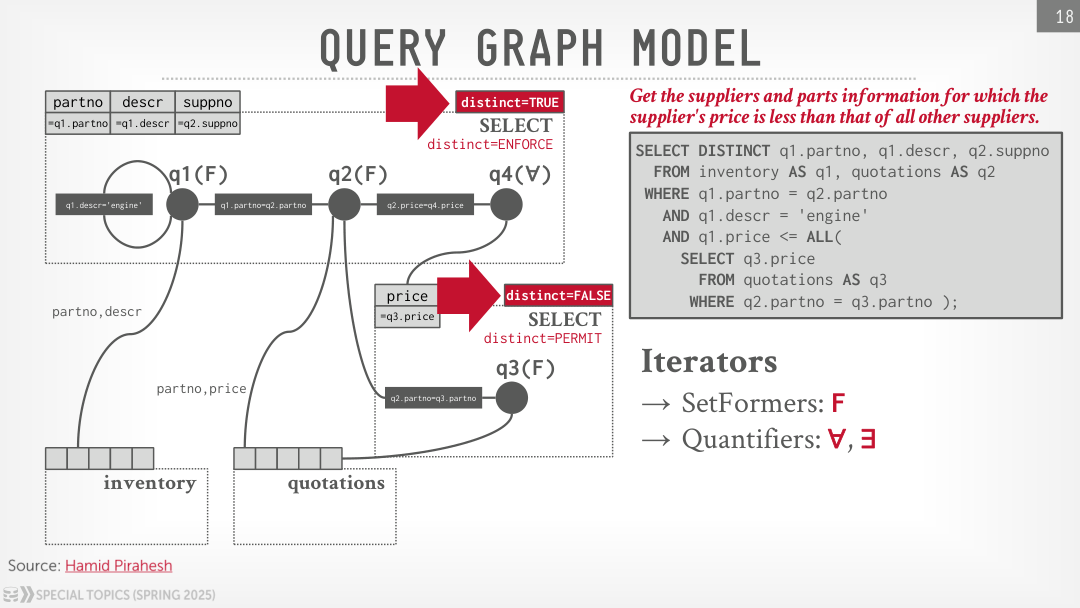 18
QUERY GRAPH MODEL
partno descr suppno
=q1.partno =q1.descr =q2.suppno
distinct=TRUE
SELECT
distinct=ENFORCE
q1(F) q2(F) q4(∀)
q1.descr='engine' q1.partno=q2.partno q2.price=q4.price
partno,descr
price
=q3.price
distinct=FALSE
SELECT
distinct=PERMIT
q3(F)
partno,price
q2.partno=q3.partno
inventory
quotations
Get the suppliers and parts information for which the
supplier's price is less than that of all other suppliers.
SELECT DISTINCT q1.partno, q1.descr, q2.suppno
FROM inventory AS q1, quotations AS q2
WHERE q1.partno = q2.partno
AND q1.descr = 'engine'
AND q1.price <= ALL(
SELECT q3.price
FROM quotations AS q3
WHERE q2.partno = q3.partno );
Iterators
→ SetFormers: F
→ Quantifiers: ∀, ∃
Source: Hamid Pirahesh
SPECIAL TOPICS (SPRING 2025)